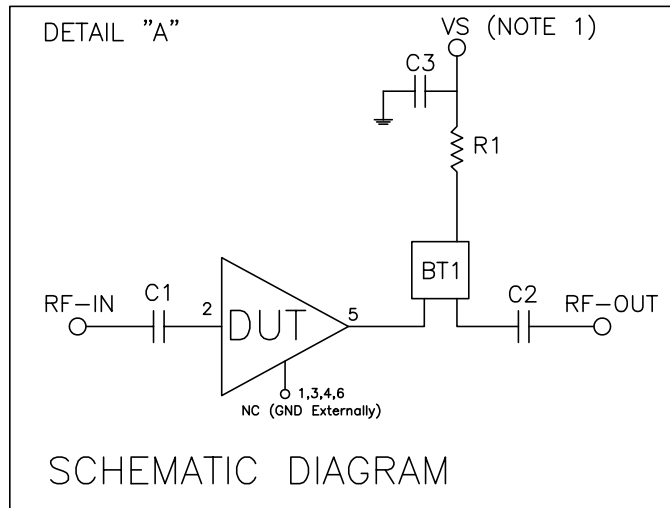 DETAIL "A"
VS (NOTE 1)
C3
R1
BT1
RF-IN
C1
2
DUT
5
C2
RF-OUT
1,3,4,6
NC (GND Externally)
SCHEMATIC DIAGRAM